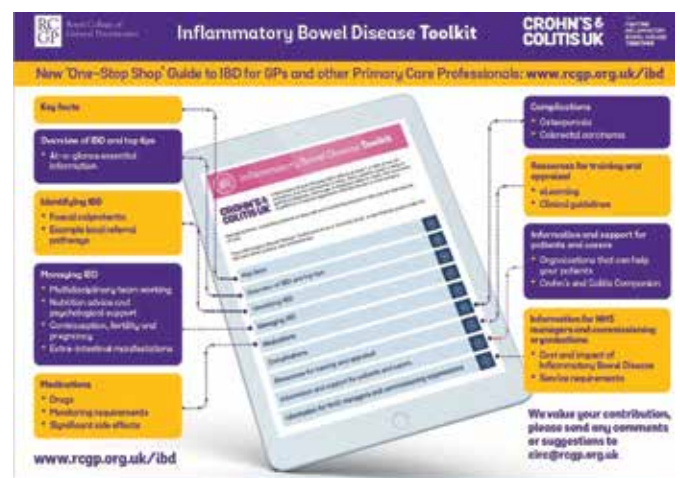 RC
GP
Royal College of
General Practitioners
Inflammatory Bowel Disease Toolkit
CROHN'S &
COLITIS UK
FIGHTING
INFLAMMATORY
BOWEL DISEASE
TOGETHER
New 'One-Stop Shop' Guide to IBD for GPs and other Primary Care Professionals: www.rcgp.org.uk/ibd
Key facts
Overview of IBD and top tips
• At-a-glance essential
information
Identifying IBD
• Faecal calprotectin
• Example local referral
pathways
Managing IBD
• Multidisciplinary team working
• Nutrition advice and
psychological support
• Contraception, fertility and
pregnancy
• Extra-intestinal manifestations
Medications
• Drugs
• Monitoring requirements
• Significant side effects
www.rcgp.org.uk/ibd
Inflammatory Bowel Disease Toolkit
CROHN'S &
COLITIS UK
Key facts
Overview of IBD and top tips
Identifying IBD
Managing IBD
Medications
Complications
Resources for training and appraisal
Information and support for patients and carers
Information for NHS managers and commissioning organisations
Complications
• Osteoporosis
• Colorectal carcinoma
Resources for training and
appraisal
• eLearning
• Clinical guidelines
Information and support for
patients and carers
• Organisations that can help
your patients
• Crohn's and Colitis Companion
Information for NHS
managers and commissioning
organisations
• Cost and impact of
Inflammatory Bowel Disease
• Service requirements
We value your contribution,
please send any comments
or suggestions to
circ@rcgp.org.uk